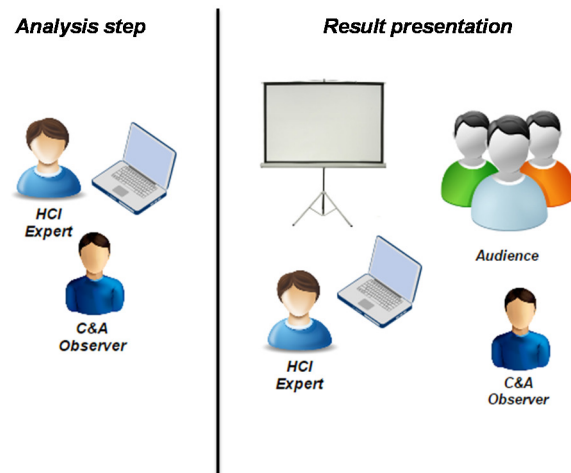 Analysis step
HCI
Expert
C&A
Observer
Result presentation
Audience
HCI
Expert
C&A
Observer